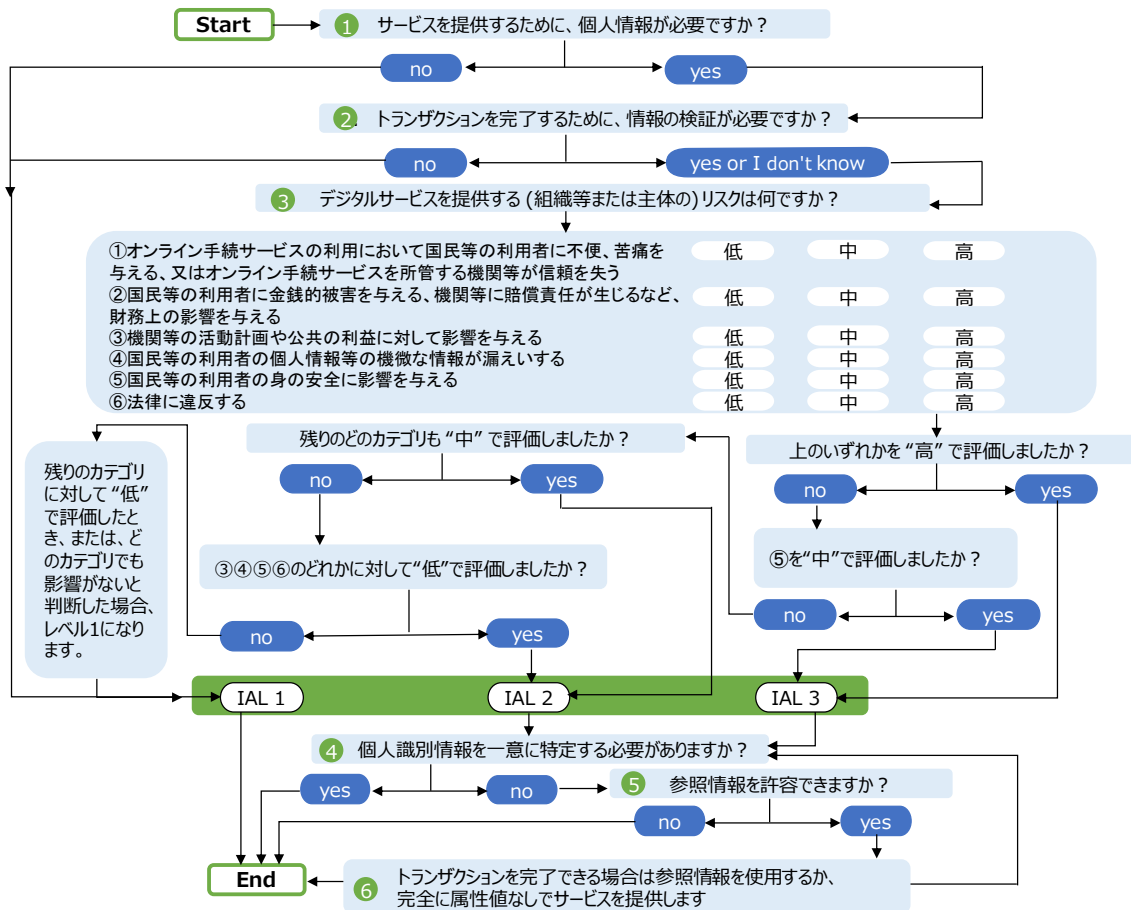 Start
1 サービスを提供するために、個人情報が必要ですか？
no
yes
2. トランザクションを完了するために、情報の検証が必要ですか？
no
yes or I don't know
3 デジタルサービスを提供する (組織等または主体の) リスクは何ですか？
①オンライン手続サービスの利用において国民等の利用者に不便、苦痛を
与える、又はオンライン手続サービスを所管する機関等が信頼を失う
低 中 高
②国民等の利用者に金銭的被害を与える、機関等に賠償責任が生じるなど、
財務上の影響を与える
低 中 高
③機関等の活動計画や公共の利益に対して影響を与える 低 中 高
④国民等の利用者の個人情報等の機微な情報が漏えいする 低 中 高
⑤国民等の利用者の身の安全に影響を与える 低 中 高
⑥法律に違反する 低 中 高
上のいずれかを “高” で評価しましたか？
no
yes
⑤を“中”で評価しましたか？
no
yes
残りのどのカテゴリも “中” で評価しましたか？
no
yes
③④⑤⑥のどれかに対して“低”で評価しましたか？
no
yes
残りのカテゴリ
に対して “低”
で評価したと
き、または、ど
のカテゴリでも
影響がないと
判断した場合、
レベル1になり
ます。
IAL 1
IAL 2
IAL 3
4 個人識別情報を一意に特定する必要がありますか？
yes
no
5 参照情報を許容できますか？
no
yes
6 トランザクションを完了できる場合は参照情報を使用するか、
完全に属性値なしでサービスを提供します
End